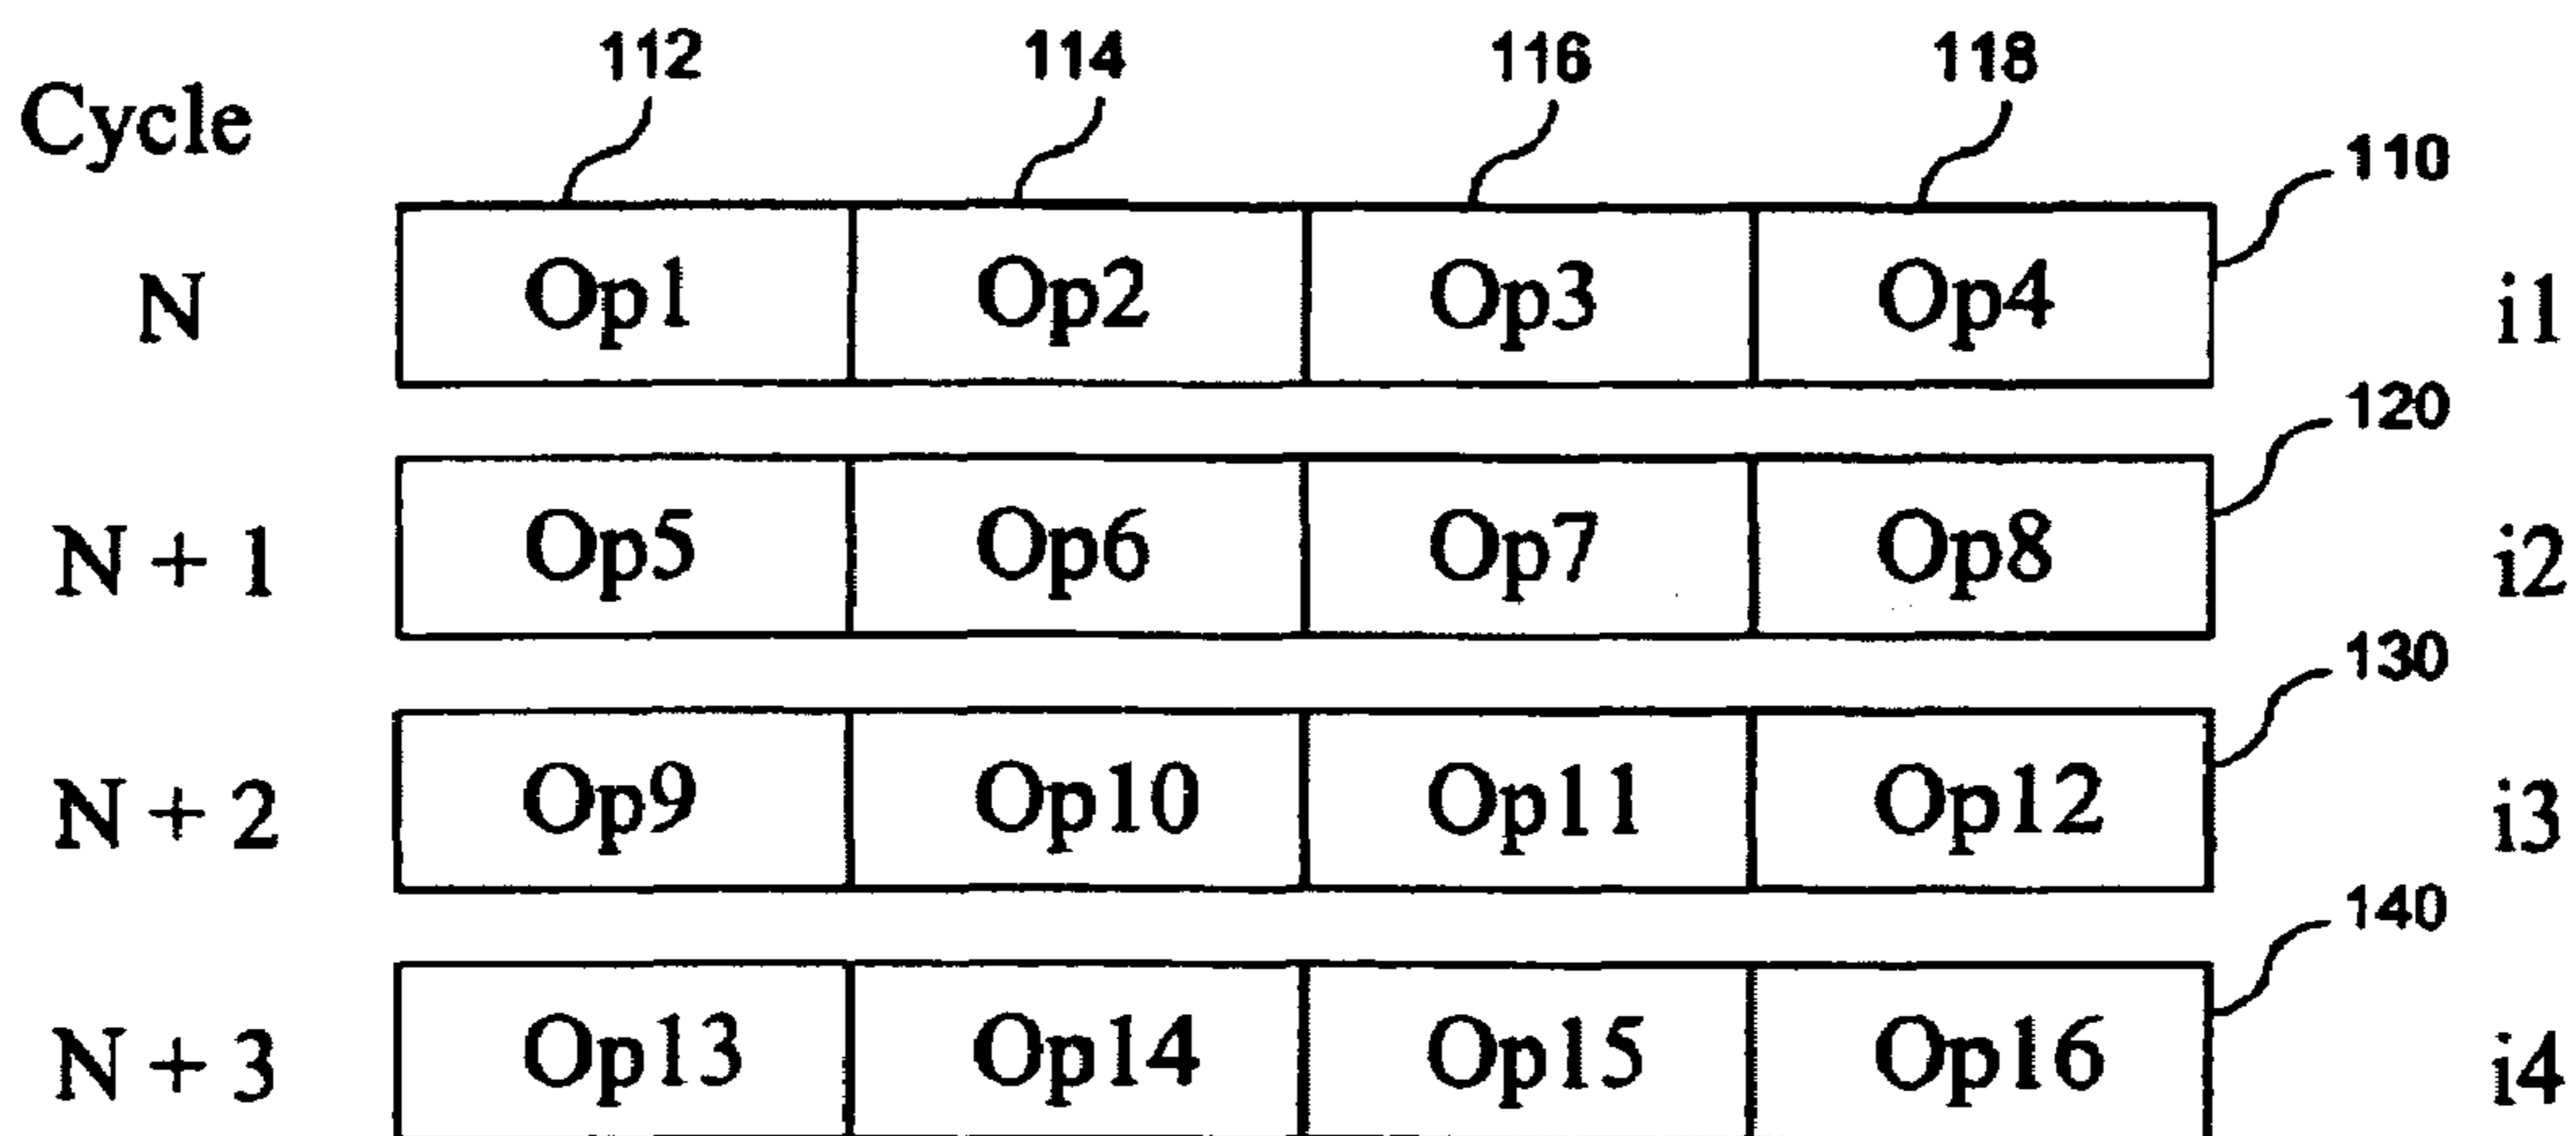 112 114 116 118
Cycle
110
N Op1 Op2 Op3 Op4 i1
120
N + 1 Op5 Op6 Op7 Op8 i2
130
N + 2 Op9 Op10 Op11 Op12 i3
140
N + 3 Op13 Op14 Op15 Op16 i4